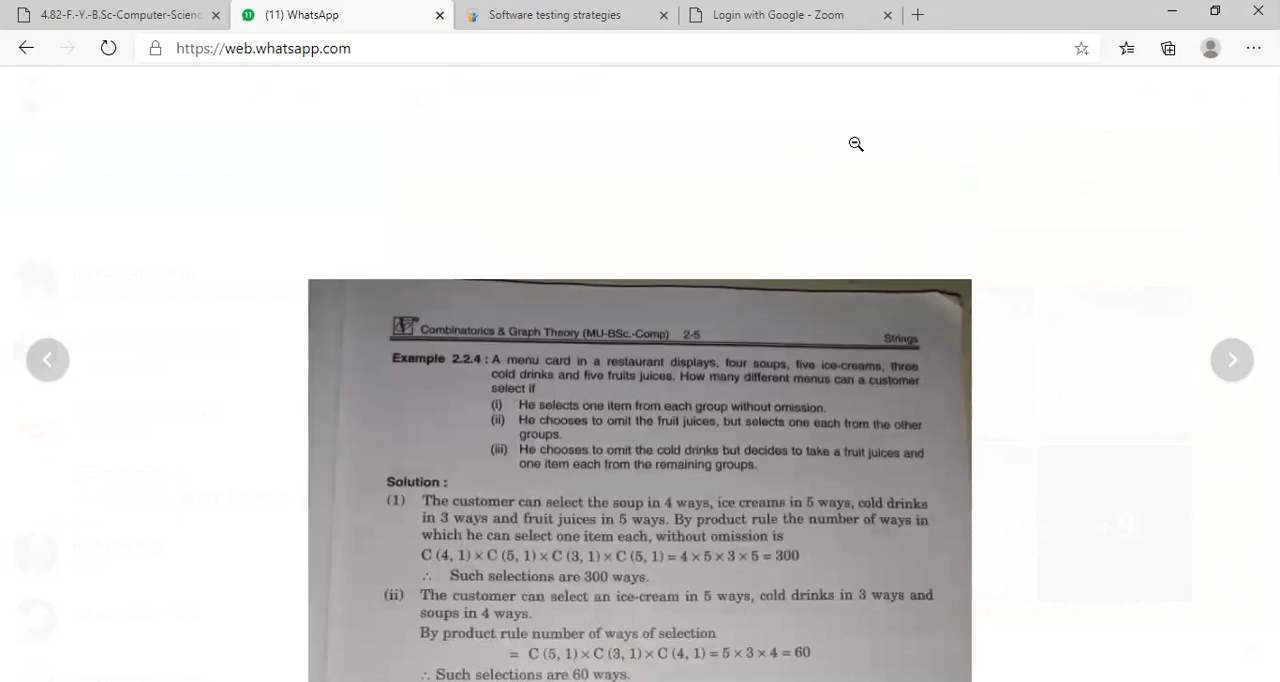 4.82-F.-Y.-B.Sc-Computer-Scienc
(11) WhatsApp
Software testing strategies
Login with Google - Zoom
https://web.whatsapp.com
Combinatorics & Graph Theory (MU-BSc.-Comp) 2-5
Strings
Example 2.2.4 : A menu card in a restaurant displays, four soups, five ice-creams, three
cold drinks and five fruits juices. How many different menus can a customer
select if
(i) He selects one item from each group without omission.
(ii) He chooses to omit the fruit juices, but selects one each from the other
groups.
(iii) He chooses to omit the cold drinks but decides to take a fruit juices and
one item each from the remaining groups.
Solution :
(1) The customer can select the soup in 4 ways, ice creams in 5 ways, cold drinks
in 3 ways and fruit juices in 5 ways. By product rule the number of ways in
which he can select one item each, without omission is
C (4, 1) × C (5, 1) × C (3, 1) × C (5, 1) = 4 × 5 × 3 × 5 = 300
∴ Such selections are 300 ways.
(ii) The customer can select an ice-cream in 5 ways, cold drinks in 3 ways and
soups in 4 ways.
By product rule number of ways of selection
= C (5, 1) × C (3, 1) × C (4, 1) = 5 × 3 × 4 = 60
∴ Such selections are 60 ways.